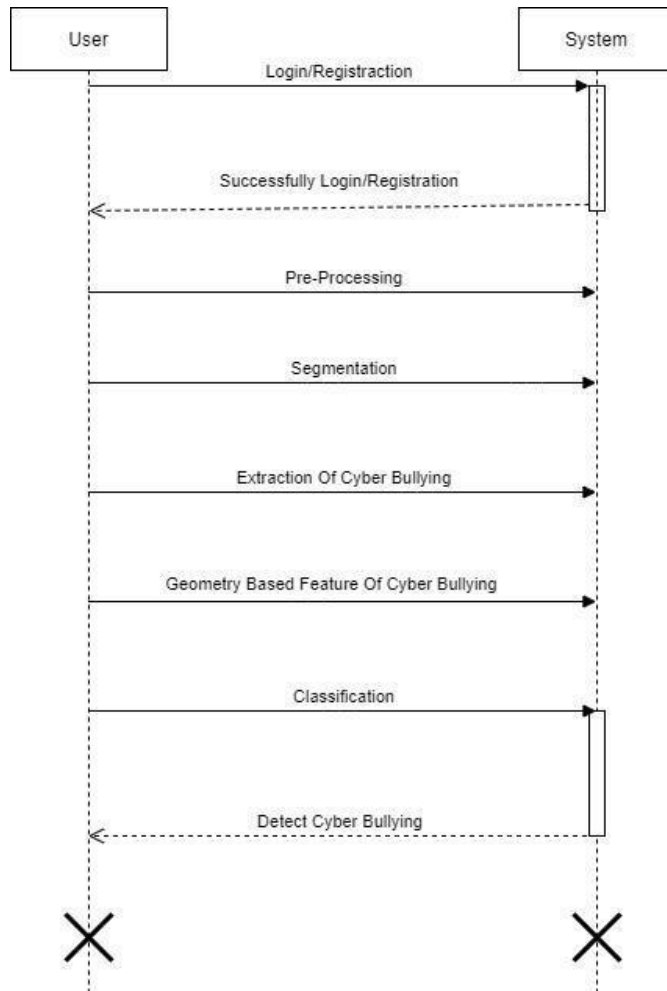 User
System
Login/Registraction
Successfully Login/Registration
Pre-Processing
Segmentation
Extraction Of Cyber Bullying
Geometry Based Feature Of Cyber Bullying
Classification
Detect Cyber Bullying